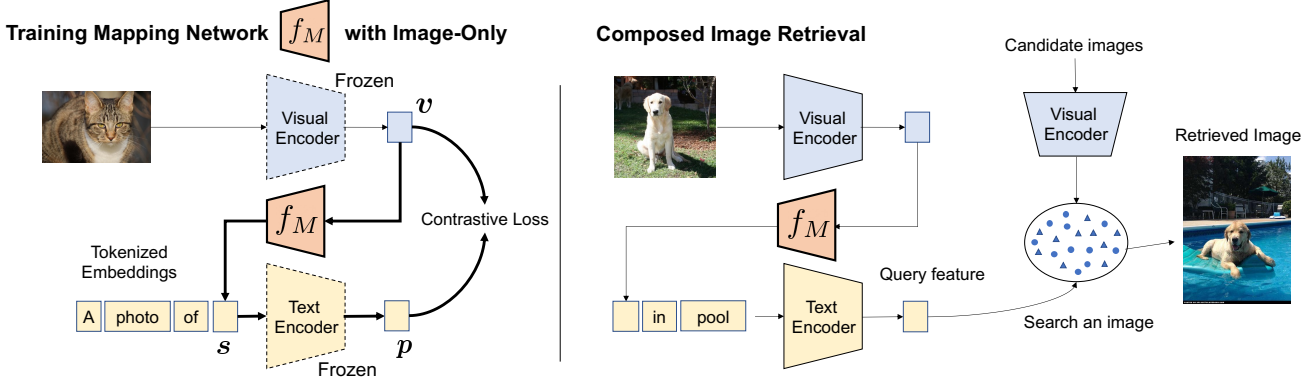 Training Mapping Network f_M with Image-Only
Frozen
Visual
Encoder
v
f_M
Contrastive Loss
Tokenized
Embeddings
A photo of
s
Text
Encoder
p
Frozen
Composed Image Retrieval
Visual
Encoder
f_M
in pool
Text
Encoder
Query feature
Candidate images
Visual
Encoder
Search an image
Retrieved Image